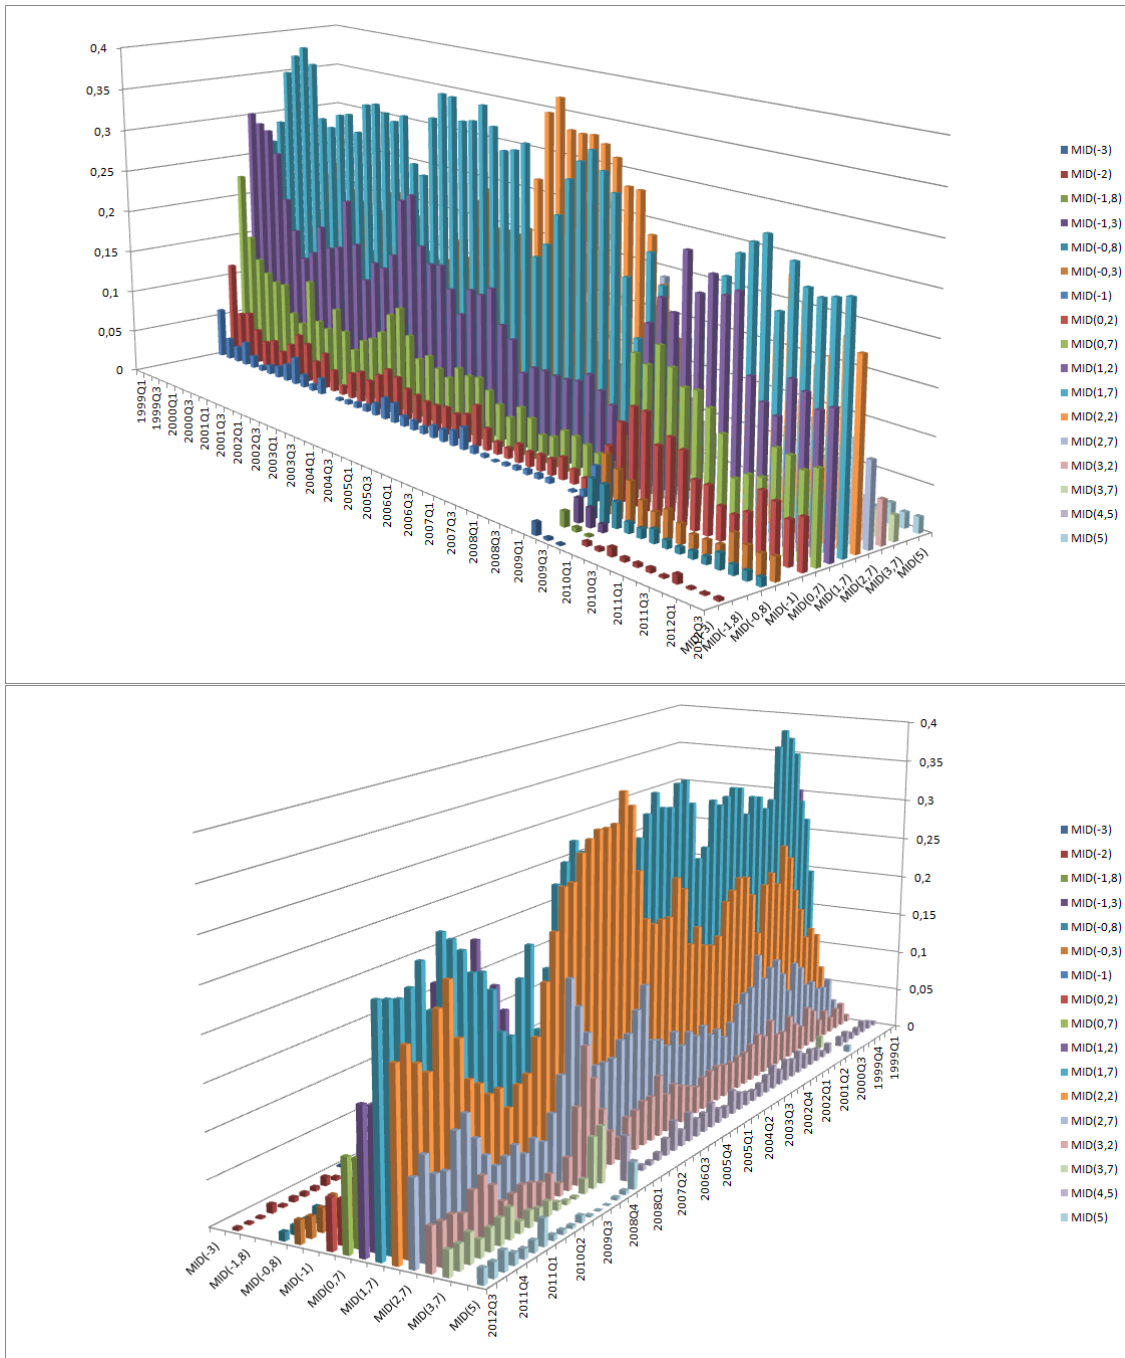 0,4
0,35
0,3
0,25
0,2
0,15
0,1
0,05
0
1999Q1
1999Q3
2000Q1
2000Q3
2001Q1
2001Q3
2002Q1
2002Q3
2003Q1
2003Q3
2004Q1
2004Q3
2005Q1
2005Q3
2006Q1
2006Q3
2007Q1
2007Q3
2008Q1
2008Q3
2009Q1
2009Q3
2010Q1
2010Q3
2011Q1
2011Q3
2012Q1
2012Q3
MID(-3)
MID(-1,8)
MID(-0,8)
MID(-1)
MID(0,7)
MID(1,7)
MID(2,7)
MID(3,7)
MID(5)
MID(-3)
MID(-2)
MID(-1,8)
MID(-1,3)
MID(-0,8)
MID(-0,3)
MID(-1)
MID(0,2)
MID(0,7)
MID(1,2)
MID(1,7)
MID(2,2)
MID(2,7)
MID(3,2)
MID(3,7)
MID(4,5)
MID(5)
0,4
0,35
0,3
0,25
0,2
0,15
0,1
0,05
0
MID(-3)
MID(-1,8)
MID(-0,8)
MID(-1)
MID(0,7)
MID(1,7)
MID(2,7)
MID(3,7)
MID(5)
2012Q3
2011Q4
2011Q1
2010Q2
2009Q3
2008Q4
2008Q1
2007Q2
2006Q3
2005Q4
2005Q1
2004Q2
2003Q3
2002Q4
2002Q1
2001Q2
2000Q3
1999Q4
1999Q1
MID(-3)
MID(-2)
MID(-1,8)
MID(-1,3)
MID(-0,8)
MID(-0,3)
MID(-1)
MID(0,2)
MID(0,7)
MID(1,2)
MID(1,7)
MID(2,2)
MID(2,7)
MID(3,2)
MID(3,7)
MID(4,5)
MID(5)